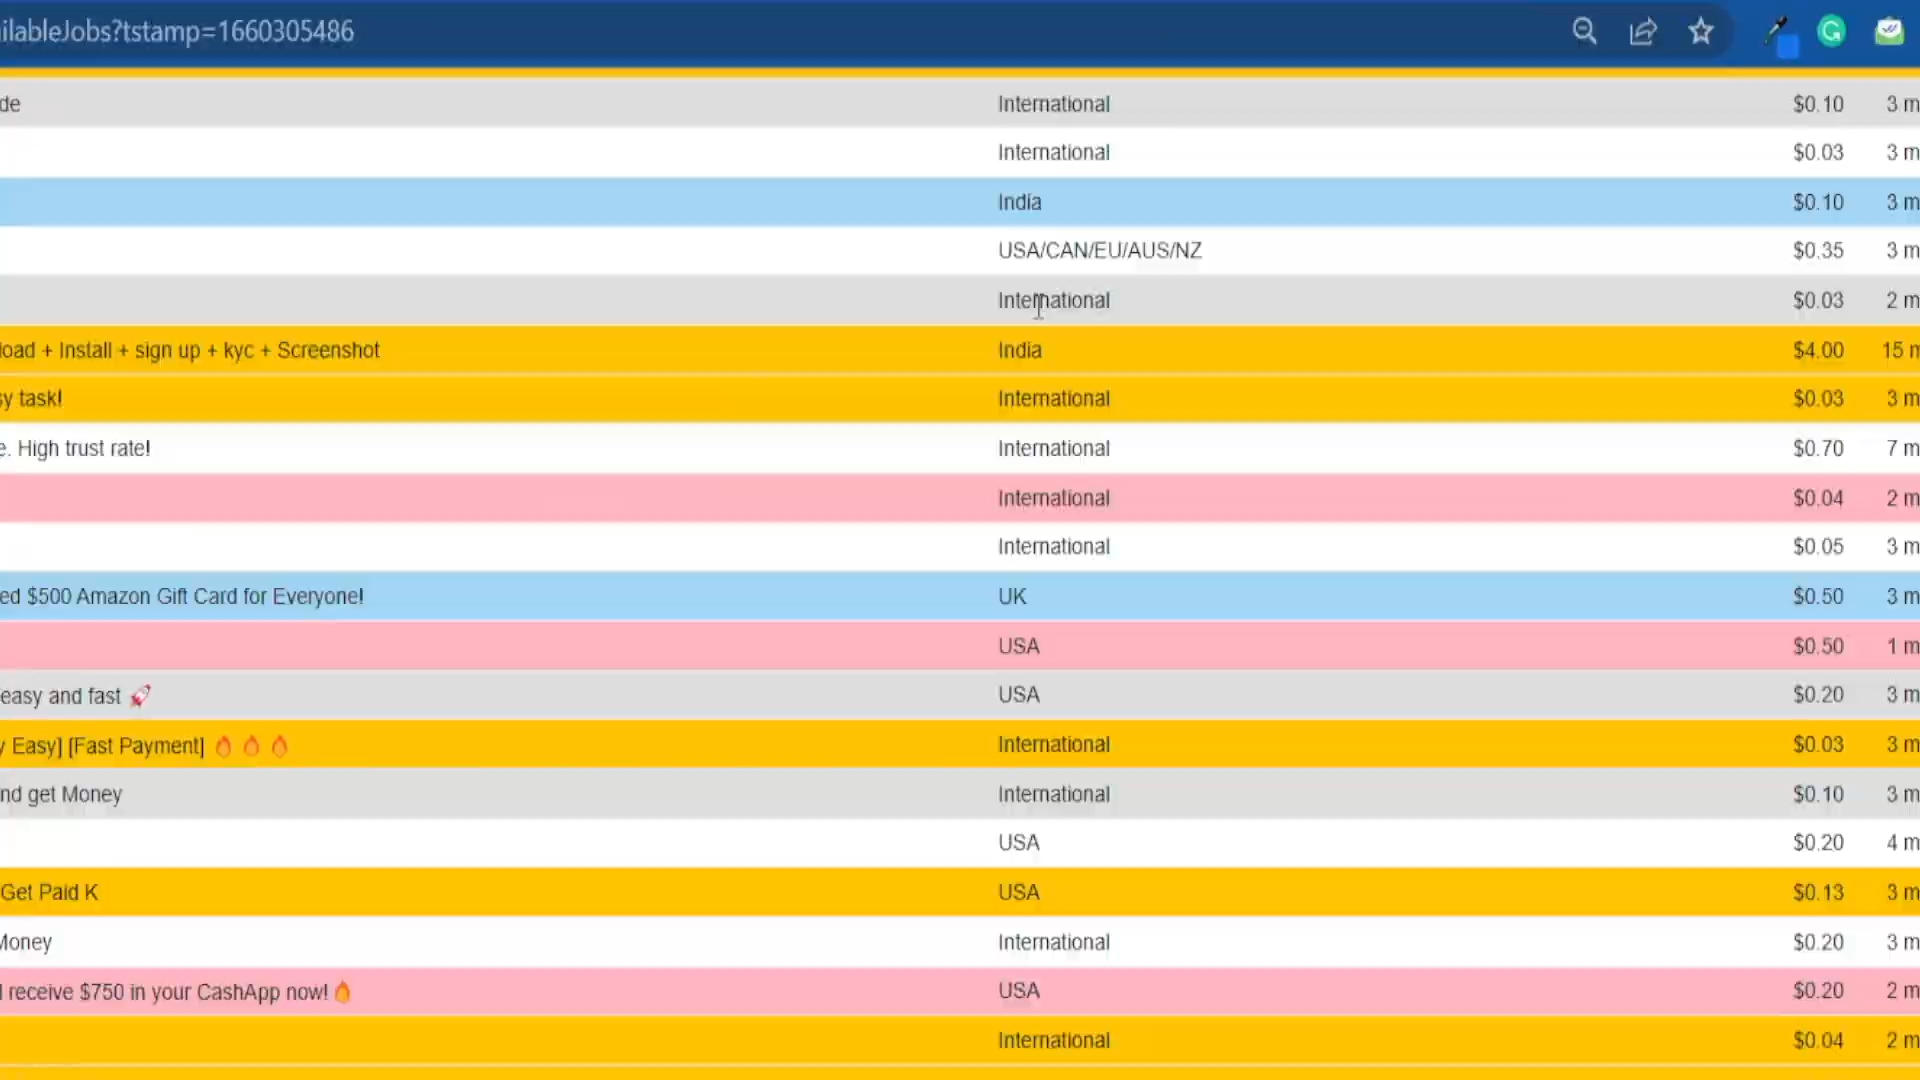 ilableJobs?tstamp=1660305486
de International $0.10 3 m
International $0.03 3 m
India $0.10 3 m
USA/CAN/EU/AUS/NZ $0.35 3 m
International $0.03 2 m
load + Install + sign up + kyc + Screenshot India $4.00 15 m
sy task! International $0.03 3 m
e. High trust rate! International $0.70 7 m
International $0.04 2 m
International $0.05 3 m
ed $500 Amazon Gift Card for Everyone! UK $0.50 3 m
USA $0.50 1 m
easy and fast 🚀 USA $0.20 3 m
y Easy] [Fast Payment] 🔥 🔥 🔥 International $0.03 3 m
nd get Money International $0.10 3 m
USA $0.20 4 m
Get Paid K USA $0.13 3 m
Money International $0.20 3 m
l receive $750 in your CashApp now! 🔥 USA $0.20 2 m
International $0.04 2 m